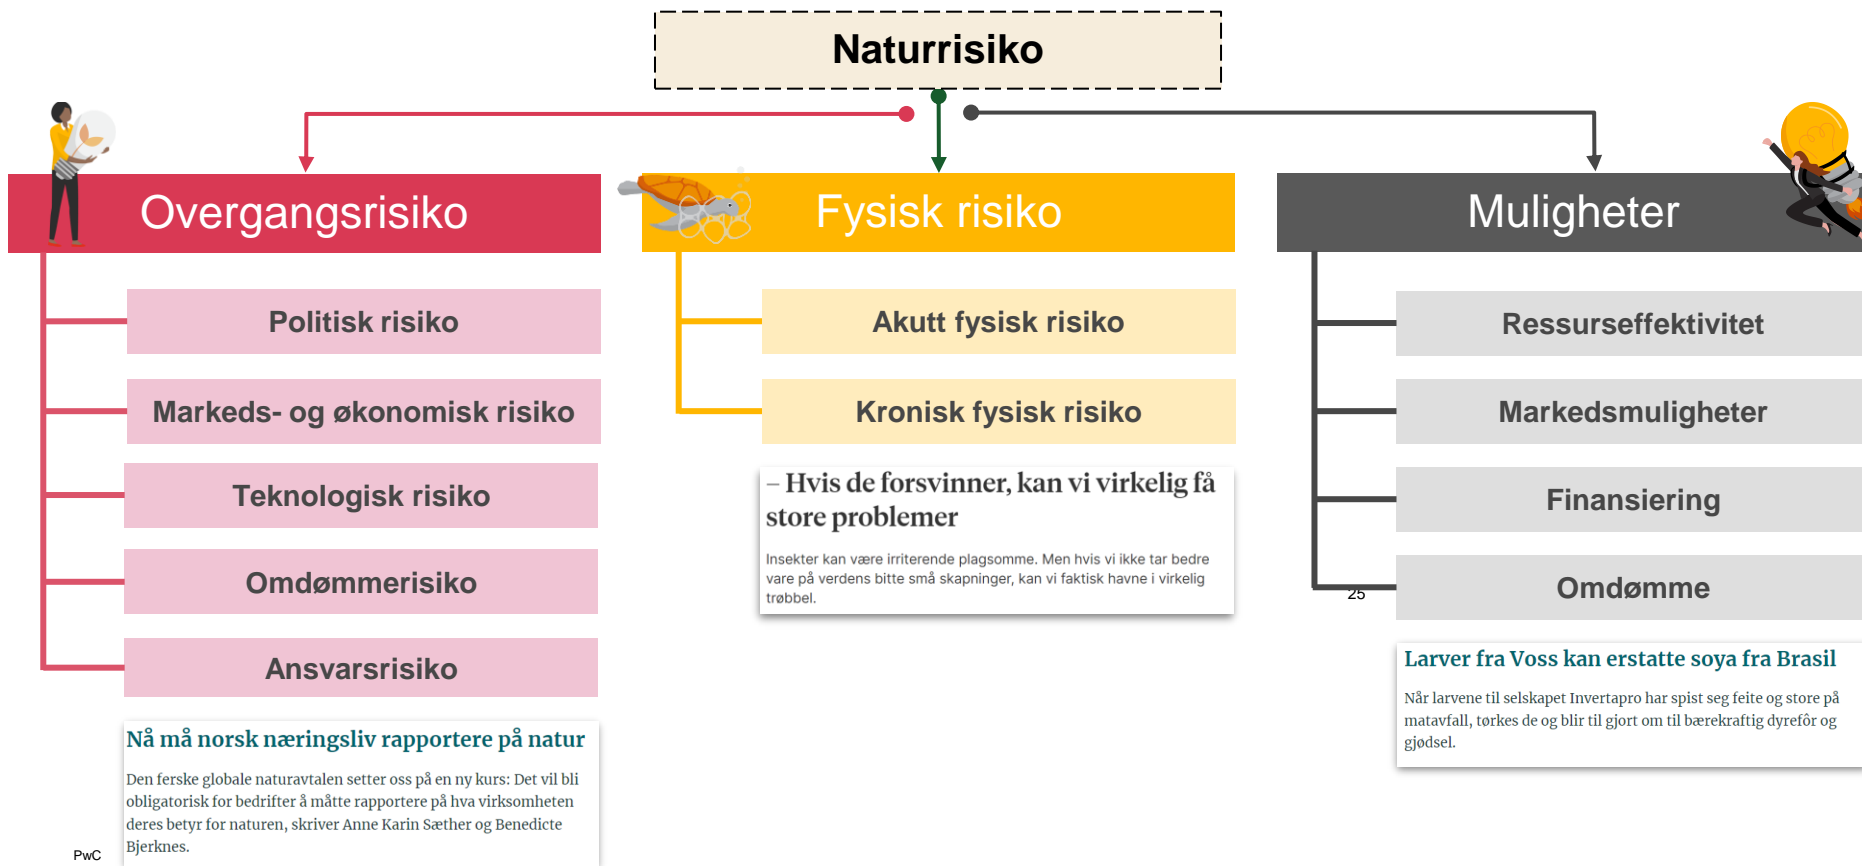 Naturrisiko
Overgangsrisiko
Politisk risiko
Markeds- og økonomisk risiko
Teknologisk risiko
Omdømmerisiko
Ansvarsrisiko
Nå må norsk næringsliv rapportere på natur
Den ferske globale naturavtalen setter oss på en ny kurs: Det vil bli
obligatorisk for bedrifter å måtte rapportere på hva virksomheten
deres betyr for naturen, skriver Anne Karin Sæther og Benedicte
Bjerknes.
Fysisk risiko
Akutt fysisk risiko
Kronisk fysisk risiko
– Hvis de forsvinner, kan vi virkelig få
store problemer
Insekter kan være irriterende plagsomme. Men hvis vi ikke tar bedre
vare på verdens bitte små skapninger, kan vi faktisk havne i virkelig
trøbbel.
Muligheter
Ressurseffektivitet
Markedsmuligheter
Finansiering
Omdømme
25
Larver fra Voss kan erstatte soya fra Brasil
Når larvene til selskapet Invertapro har spist seg feite og store på
matavfall, tørkes de og blir til gjort om til bærekraftig dyrefôr og
gjødsel.
PwC